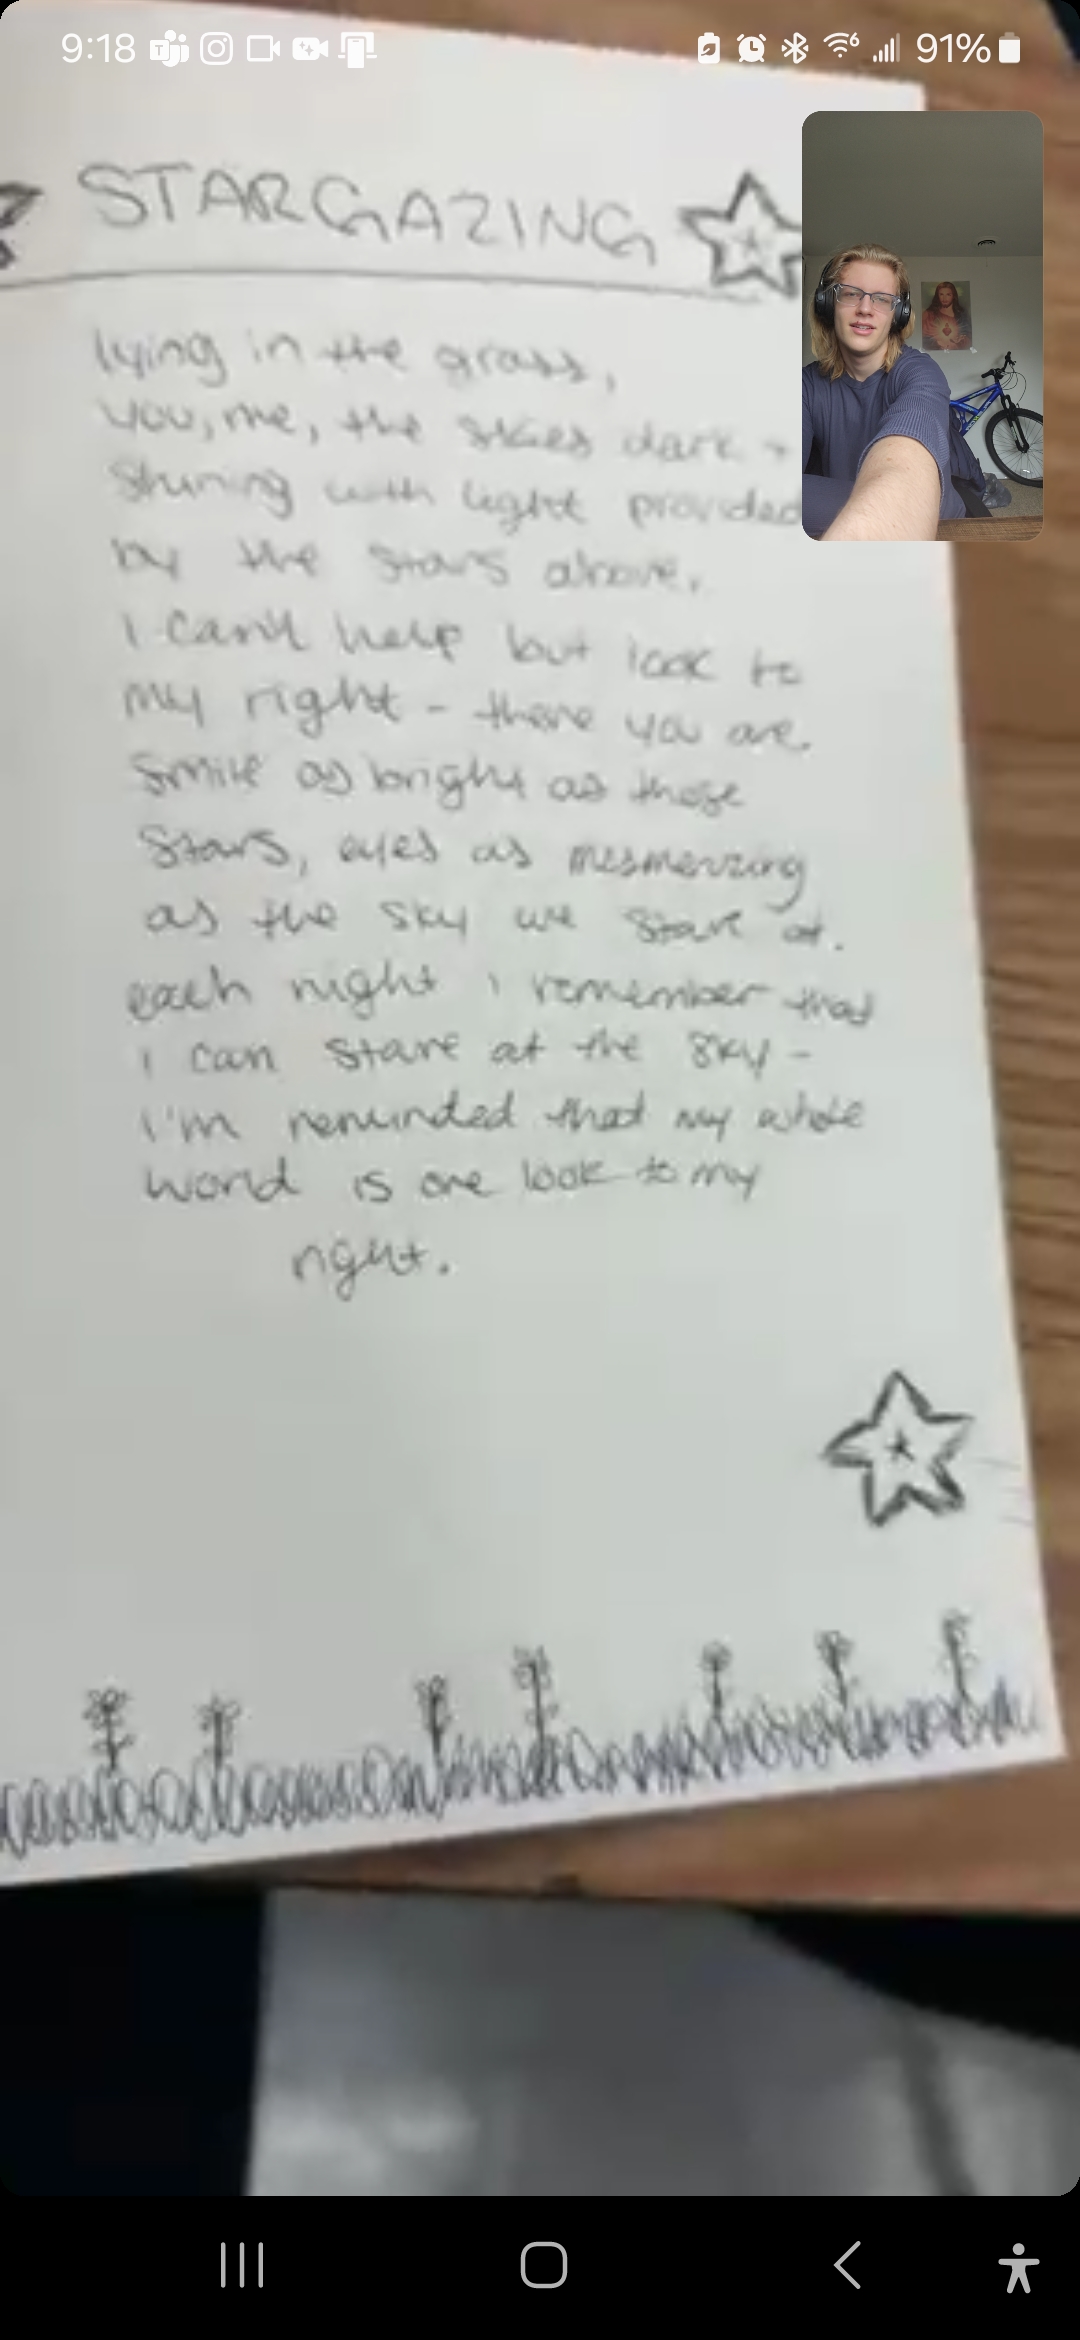 9:18
91%
STARGAZING
lying in the grass,
you, me, the skies dark +
shining with light provided
by the stars above.
I can't help but look to
my right - there you are.
smile as bright as those
stars, eyes as mesmerizing
as the sky we stare at.
each night i remember that
i can stare at the sky -
i'm reminded that my whole
world is one look to my
right.